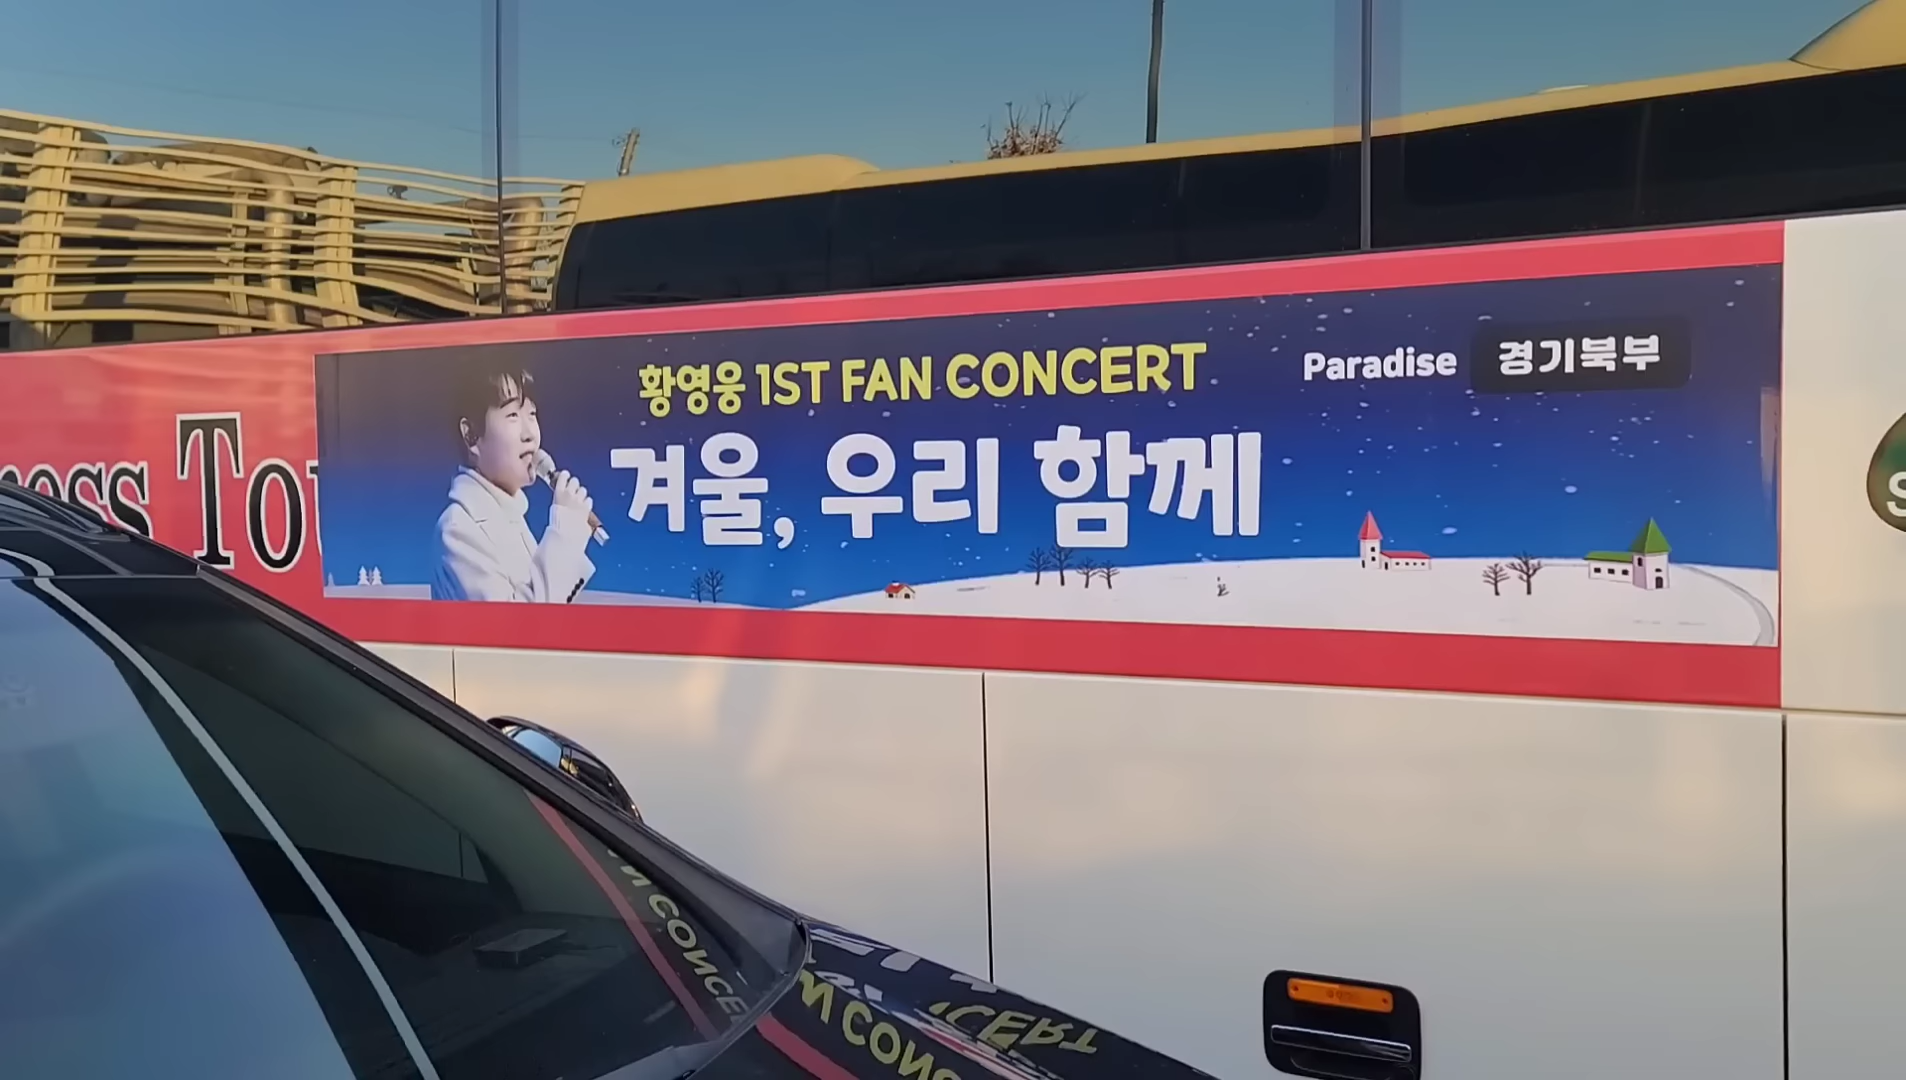 황영웅 1ST FAN CONCERT
겨울, 우리 함께
Paradise 경기북부